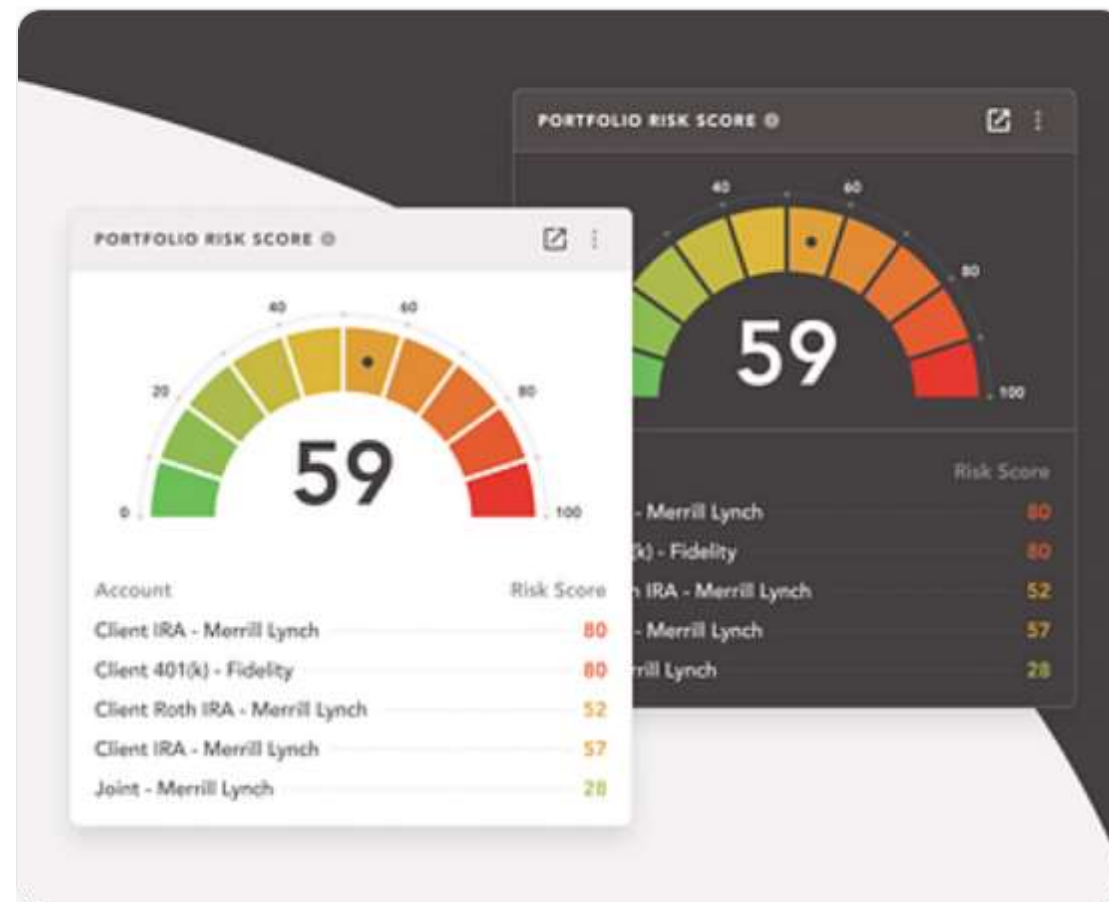 PORTFOLIO RISK SCORE
40 60
80
59
100
Risk Score
- Merrill Lynch 80
(k) - Fidelity 80
IRA - Merrill Lynch 52
- Merrill Lynch 57
rrill Lynch 28
PORTFOLIO RISK SCORE
40 60
20 80
59
0 100
Account Risk Score
Client IRA - Merrill Lynch 80
Client 401(k) - Fidelity 80
Client Roth IRA - Merrill Lynch 52
Client IRA - Merrill Lynch 57
Joint - Merrill Lynch 28